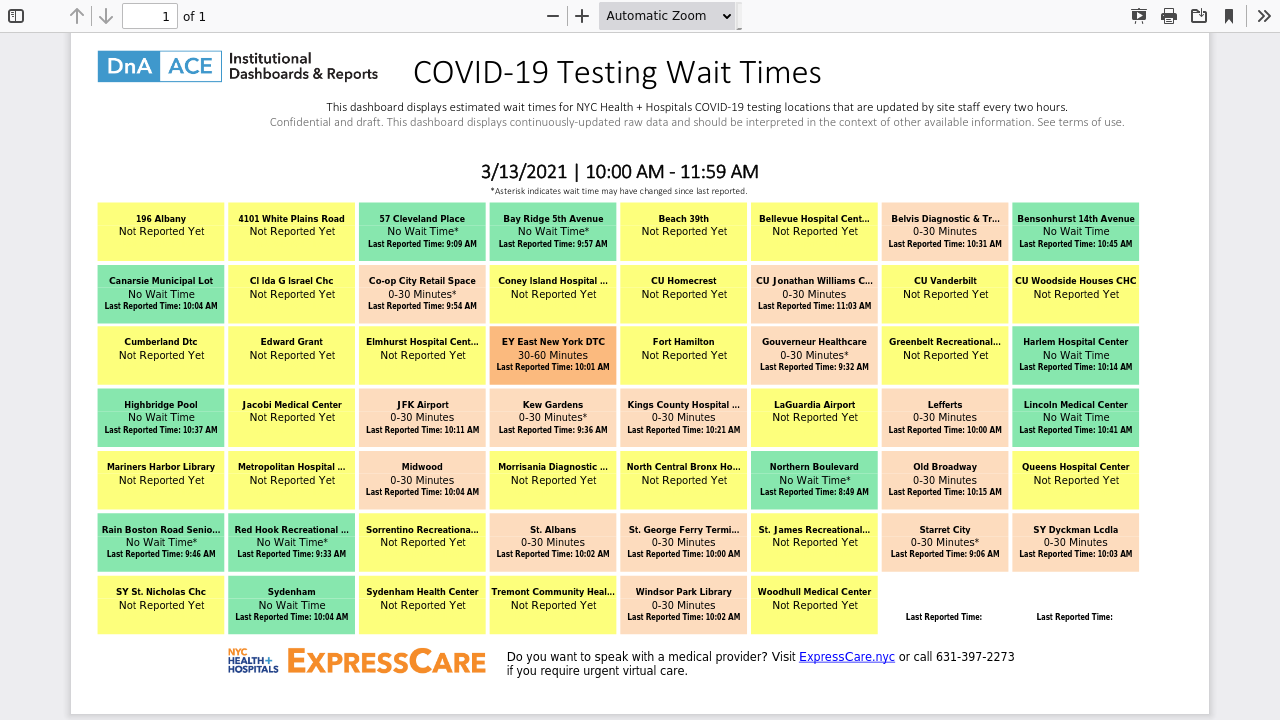 1 of 1 Automatic Zoom
DnA ACE Institutional Dashboards & Reports
COVID-19 Testing Wait Times
This dashboard displays estimated wait times for NYC Health + Hospitals COVID-19 testing locations that are updated by site staff every two hours.
Confidential and draft. This dashboard displays continuously-updated raw data and should be interpreted in the context of other available information. See terms of use.
3/13/2021 | 10:00 AM - 11:59 AM
*Asterisk indicates wait time may have changed since last reported.
196 Albany
Not Reported Yet
4101 White Plains Road
Not Reported Yet
57 Cleveland Place
No Wait Time*
Last Reported Time: 9:09 AM
Bay Ridge 5th Avenue
No Wait Time*
Last Reported Time: 9:57 AM
Beach 39th
Not Reported Yet
Bellevue Hospital Cent...
Not Reported Yet
Belvis Diagnostic & Tr...
0-30 Minutes
Last Reported Time: 10:31 AM
Bensonhurst 14th Avenue
No Wait Time
Last Reported Time: 10:45 AM
Canarsie Municipal Lot
No Wait Time
Last Reported Time: 10:04 AM
Cl Ida G Israel Chc
Not Reported Yet
Co-op City Retail Space
0-30 Minutes*
Last Reported Time: 9:54 AM
Coney Island Hospital ...
Not Reported Yet
CU Homecrest
Not Reported Yet
CU Jonathan Williams C...
0-30 Minutes
Last Reported Time: 11:03 AM
CU Vanderbilt
Not Reported Yet
CU Woodside Houses CHC
Not Reported Yet
Cumberland Dtc
Not Reported Yet
Edward Grant
Not Reported Yet
Elmhurst Hospital Cent...
Not Reported Yet
EY East New York DTC
30-60 Minutes
Last Reported Time: 10:01 AM
Fort Hamilton
Not Reported Yet
Gouverneur Healthcare
0-30 Minutes*
Last Reported Time: 9:32 AM
Greenbelt Recreational...
Not Reported Yet
Harlem Hospital Center
No Wait Time
Last Reported Time: 10:14 AM
Highbridge Pool
No Wait Time
Last Reported Time: 10:37 AM
Jacobi Medical Center
Not Reported Yet
JFK Airport
0-30 Minutes
Last Reported Time: 10:11 AM
Kew Gardens
0-30 Minutes*
Last Reported Time: 9:36 AM
Kings County Hospital ...
0-30 Minutes
Last Reported Time: 10:21 AM
LaGuardia Airport
Not Reported Yet
Lefferts
0-30 Minutes
Last Reported Time: 10:00 AM
Lincoln Medical Center
No Wait Time
Last Reported Time: 10:41 AM
Mariners Harbor Library
Not Reported Yet
Metropolitan Hospital ...
Not Reported Yet
Midwood
0-30 Minutes
Last Reported Time: 10:04 AM
Morrisania Diagnostic ...
Not Reported Yet
North Central Bronx Ho...
Not Reported Yet
Northern Boulevard
No Wait Time*
Last Reported Time: 8:49 AM
Old Broadway
0-30 Minutes
Last Reported Time: 10:15 AM
Queens Hospital Center
Not Reported Yet
Rain Boston Road Senio...
No Wait Time*
Last Reported Time: 9:46 AM
Red Hook Recreational ...
No Wait Time*
Last Reported Time: 9:33 AM
Sorrentino Recreationa...
Not Reported Yet
St. Albans
0-30 Minutes
Last Reported Time: 10:02 AM
St. George Ferry Termi...
0-30 Minutes
Last Reported Time: 10:00 AM
St. James Recreational...
Not Reported Yet
Starret City
0-30 Minutes*
Last Reported Time: 9:06 AM
SY Dyckman Lcdla
0-30 Minutes
Last Reported Time: 10:03 AM
SY St. Nicholas Chc
Not Reported Yet
Sydenham
No Wait Time
Last Reported Time: 10:04 AM
Sydenham Health Center
Not Reported Yet
Tremont Community Heal...
Not Reported Yet
Windsor Park Library
0-30 Minutes
Last Reported Time: 10:02 AM
Woodhull Medical Center
Not Reported Yet
Last Reported Time:
Last Reported Time:
NYC HEALTH+ HOSPITALS
EXPRESSCARE
Do you want to speak with a medical provider? Visit ExpressCare.nyc or call 631-397-2273
if you require urgent virtual care.